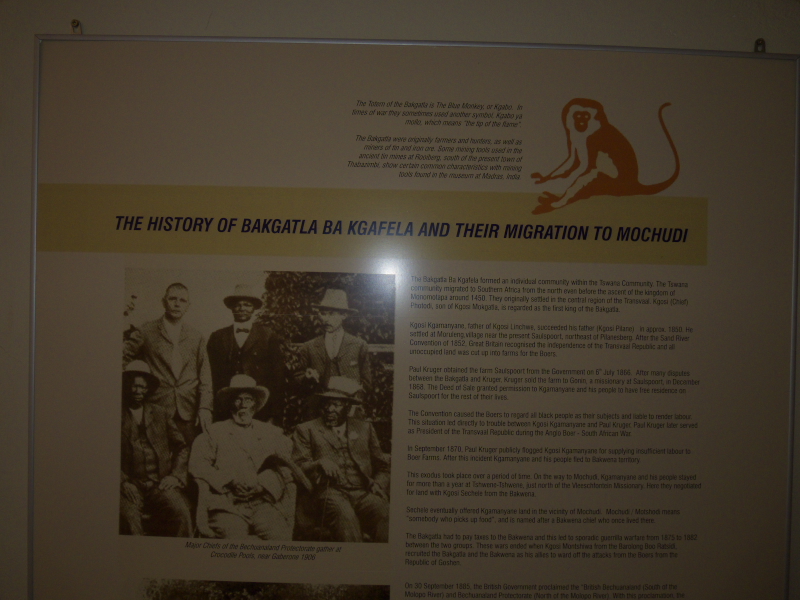 The Totem of the Bakgatla is The Blue Monkey, or Kgabo. In
times of war they sometimes used another symbol, Kgabo ya
mollo, which means "the tip of the flame".
The Bakgatla were originally farmers and hunters, as well as
miners of tin and iron ore. Some mining tools used in the
ancient tin mines at Rooiberg, south of the present town of
Thabazimbi, show certain common characteristics with mining
tools found in the museum at Madras, India.
THE HISTORY OF BAKGATLA BA KGAFELA AND THEIR MIGRATION TO MOCHUDI
The Bakgatla Ba Kgafela formed an individual community within the Tswana Community. The Tswana
community migrated to Southern Africa from the north even before the ascent of the kingdom of
Monomotapa around 1450. They originally settled in the central region of the Transvaal. Kgosi (Chief)
Photodi, son of Kgosi Mokgatla, is regarded as the first king of the Bakgatla.
Kgosi Kgamanyane, father of Kgosi Linchwe, succeeded his father (Kgosi Pilane) , in approx. 1850. He
settled at Moruleng village near the present Saulspoort, northeast of Pilanesberg. After the Sand River
Convention of 1852, Great Britain recognised the independence of the Transvaal Republic and all
unoccupied land was cut up into farms for the Boers.
Paul Kruger obtained the farm Saulspoort from the Government on 8th July 1866. After many disputes
between the Bakgatla and Kruger, Kruger sold the farm to Gonin, a missionary of Saulspoort, in December
1868. The Deed of Sale granted permission to Kgamanyane and his people to have free residence on
Saulspoort for the rest of their lives.
The Convention caused the Boers to regard all black people as their subjects and liable to render labour.
This situation led directly to trouble between Kgosi Kgamanyane and Paul Kruger. Paul Kruger later served
as President of the Transvaal Republic during the Anglo Boer - South African War.
In September 1870, Paul Kruger publicly flogged Kgosi Kgamanyane for supplying insufficient labour to
Boer Farms. After this incident Kgamanyane and his people fled to Bakwena territory.
This exodus took place over a period of time. On the way to Mochudi, Kgamanyane and his people stayed
for more than a year at Tshwene-Tshwene, just north of the Missionary. Here they negotiated
for land with Kgosi Sechele from the Bakwena.
Sechele eventually offered Kgamanyane land in the vicinity of Mochudi. Mochudi / Motshodi means
"somebody who picks up food", and is named after a Bakwena chief who once lived there.
The Bakgatla had to pay taxes to the Bakwena and this led to sporadic guerrilla warfare from 1875 to 1882
between the two groups. These wars ended when Kgosi Montshiwa from the Barolong Boo Ratsidi,
recruited the Bakgatla and the Bakwena as his allies to ward off the attacks from the Boers from the
Republic of Goshen.
On 30 September 1885, the British Government proclaimed the "British-Bechuanaland (South of the
Molopo River) and Bechuanaland Protectorate (North of the Molopo River). With this proclamation, the
Major Chiefs of the Bechuanaland Protectorate gather at
Crocodile Pools, near Gaberones 1906